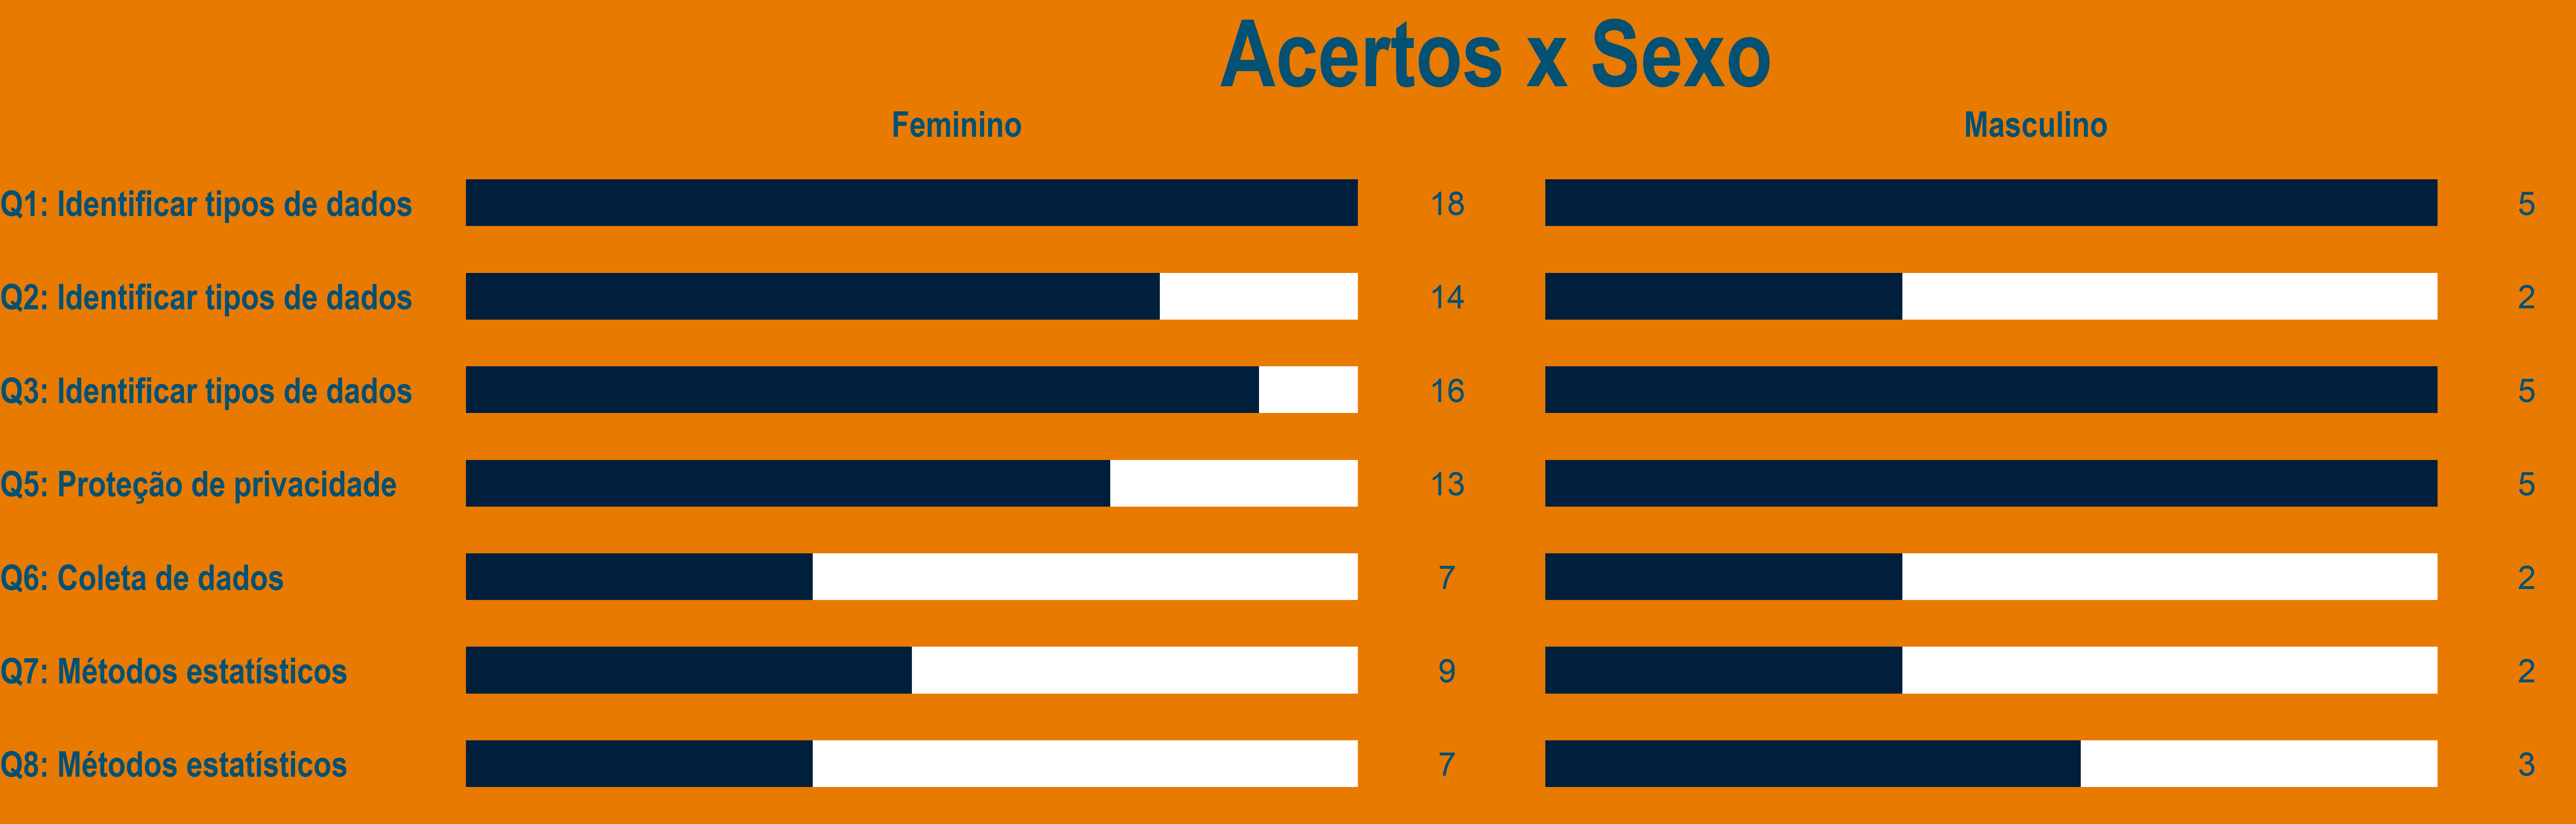 Acertos x Sexo
Feminino Masculino
Q1: Identificar tipos de dados 18 5
Q2: Identificar tipos de dados 14 2
Q3: Identificar tipos de dados 16 5
Q5: Proteção de privacidade 13 5
Q6: Coleta de dados 7 2
Q7: Métodos estatísticos 9 2
Q8: Métodos estatísticos 7 3